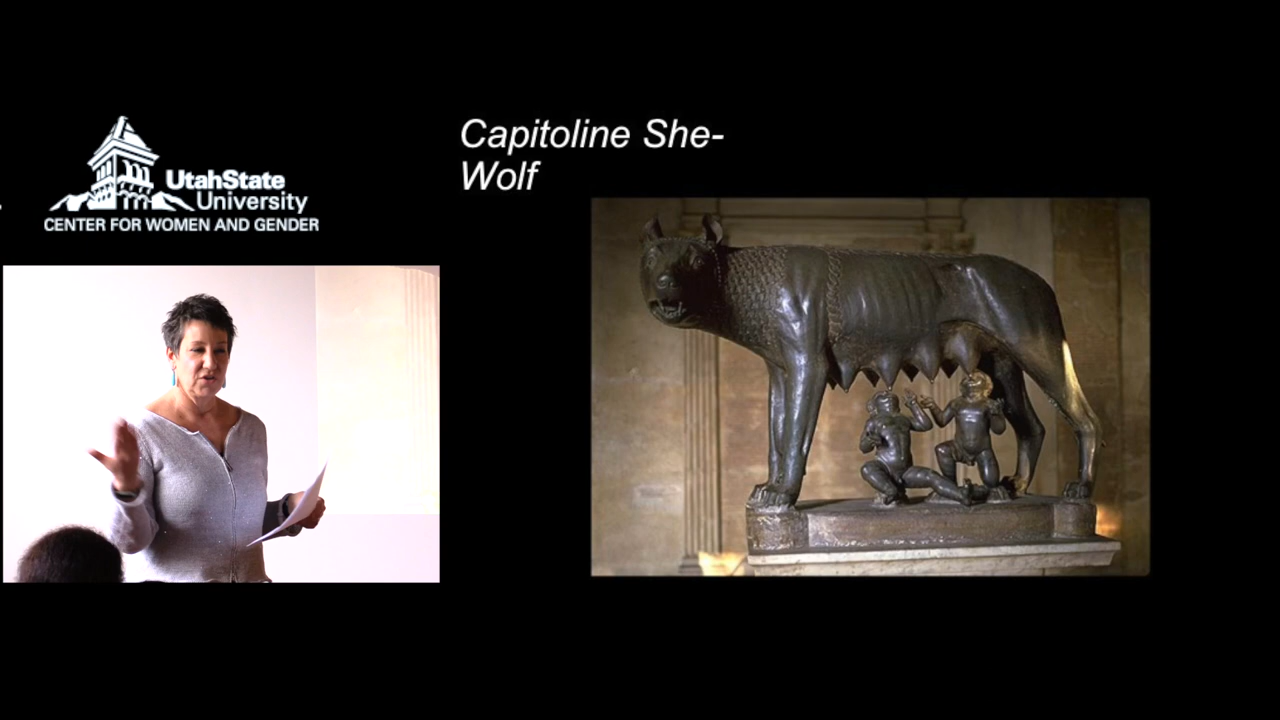 UtahState
University
CENTER FOR WOMEN AND GENDER
Capitoline She-
Wolf